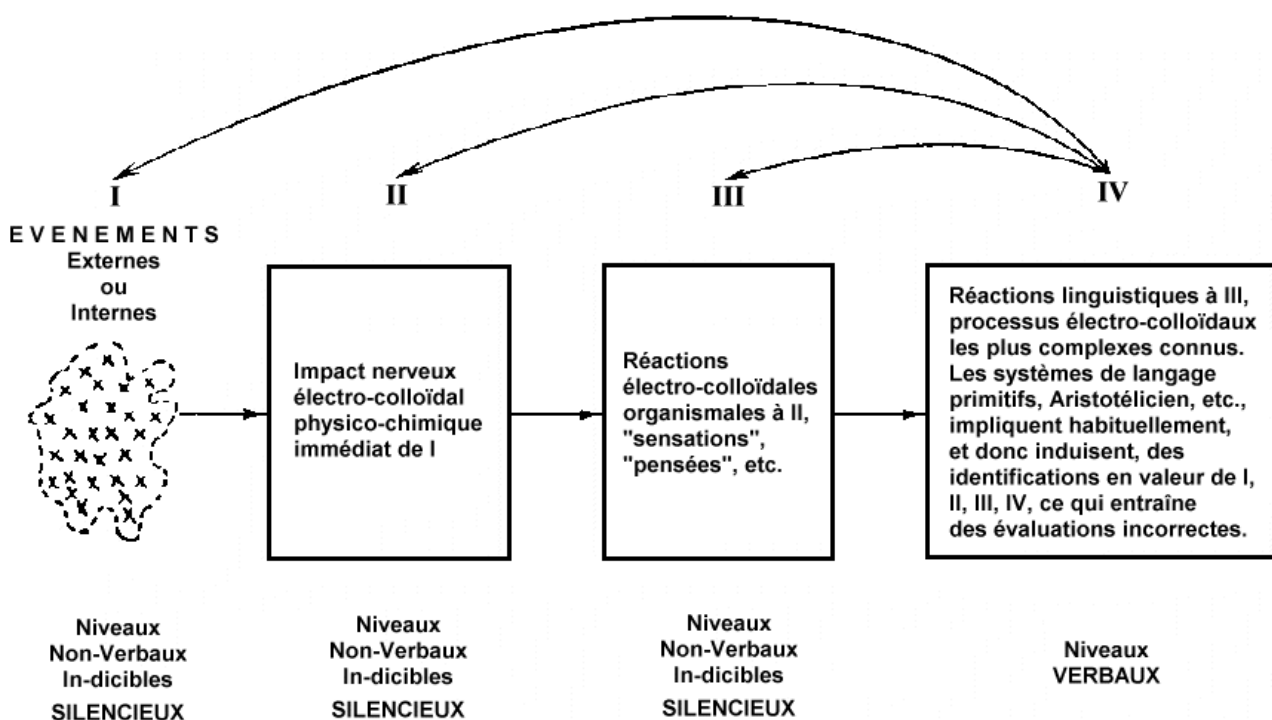 I
II
III
IV
EVENEMENTS
Externes
ou
Internes
Impact nerveux
électro-colloïdal
physico-chimique
immédiat de I
Réactions
électro-colloïdales
organismales à II,
"sensations",
"pensées", etc.
Réactions linguistiques à III,
processus électro-colloïdaux
les plus complexes connus.
Les systèmes de langage
primitifs, Aristotélicien, etc.,
impliquent habituellement,
et donc induisent, des
identifications en valeur de I,
II, III, IV, ce qui entraîne
des évaluations incorrectes.
Niveaux
Non-Verbaux
In-dicibles
SILENCIEUX
Niveaux
Non-Verbaux
In-dicibles
SILENCIEUX
Niveaux
Non-Verbaux
In-dicibles
SILENCIEUX
Niveaux
VERBAUX